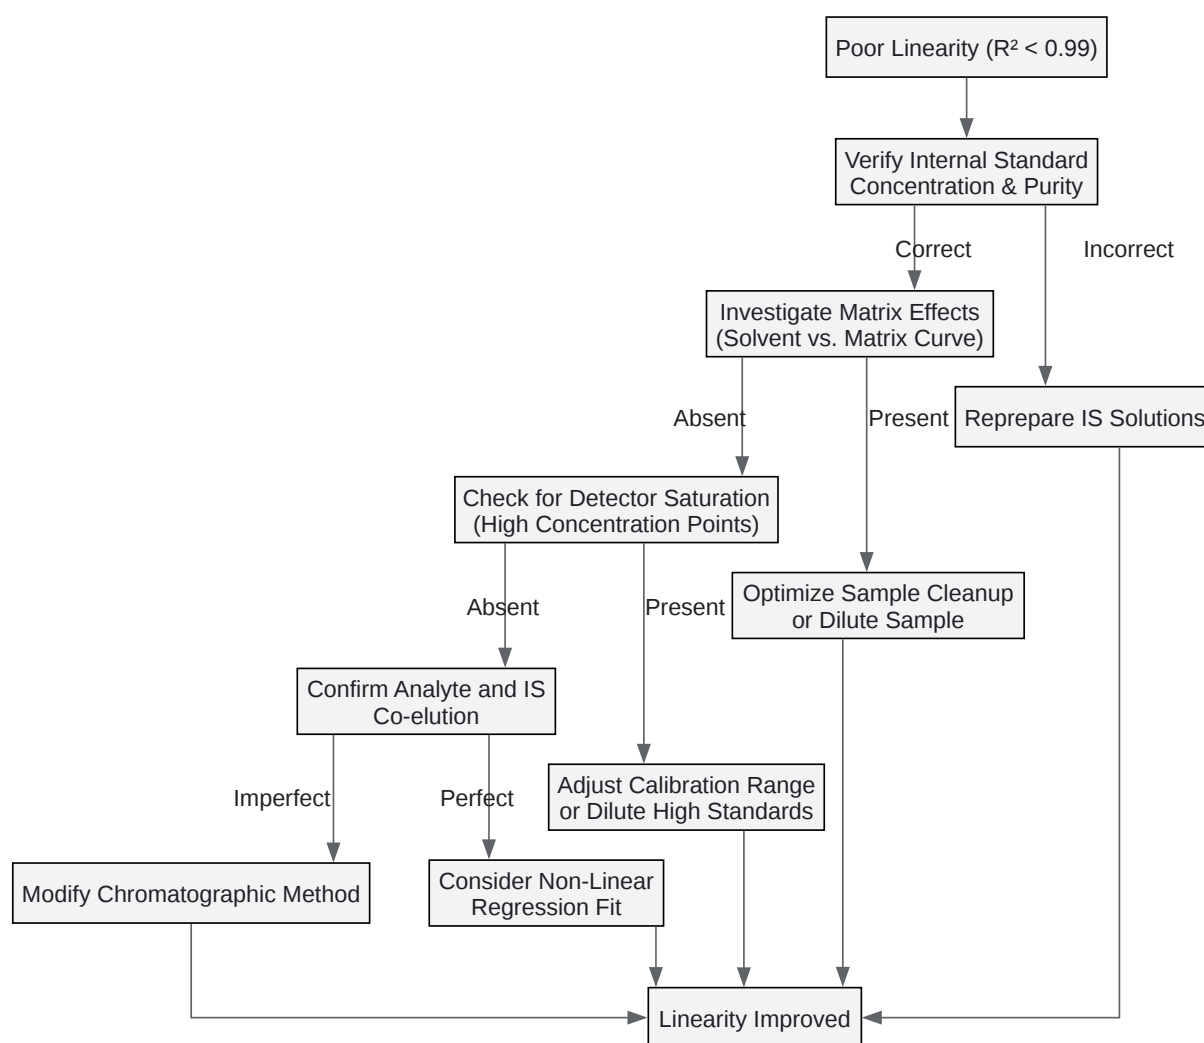 Poor Linearity (R² < 0.99)
Verify Internal Standard
Concentration & Purity
Correct
Incorrect
Investigate Matrix Effects
(Solvent vs. Matrix Curve)
Absent
Present
Reprepare IS Solutions
Check for Detector Saturation
(High Concentration Points)
Absent
Present
Optimize Sample Cleanup
or Dilute Sample
Confirm Analyte and IS
Co-elution
Imperfect
Perfect
Adjust Calibration Range
or Dilute High Standards
Modify Chromatographic Method
Consider Non-Linear
Regression Fit
Linearity Improved